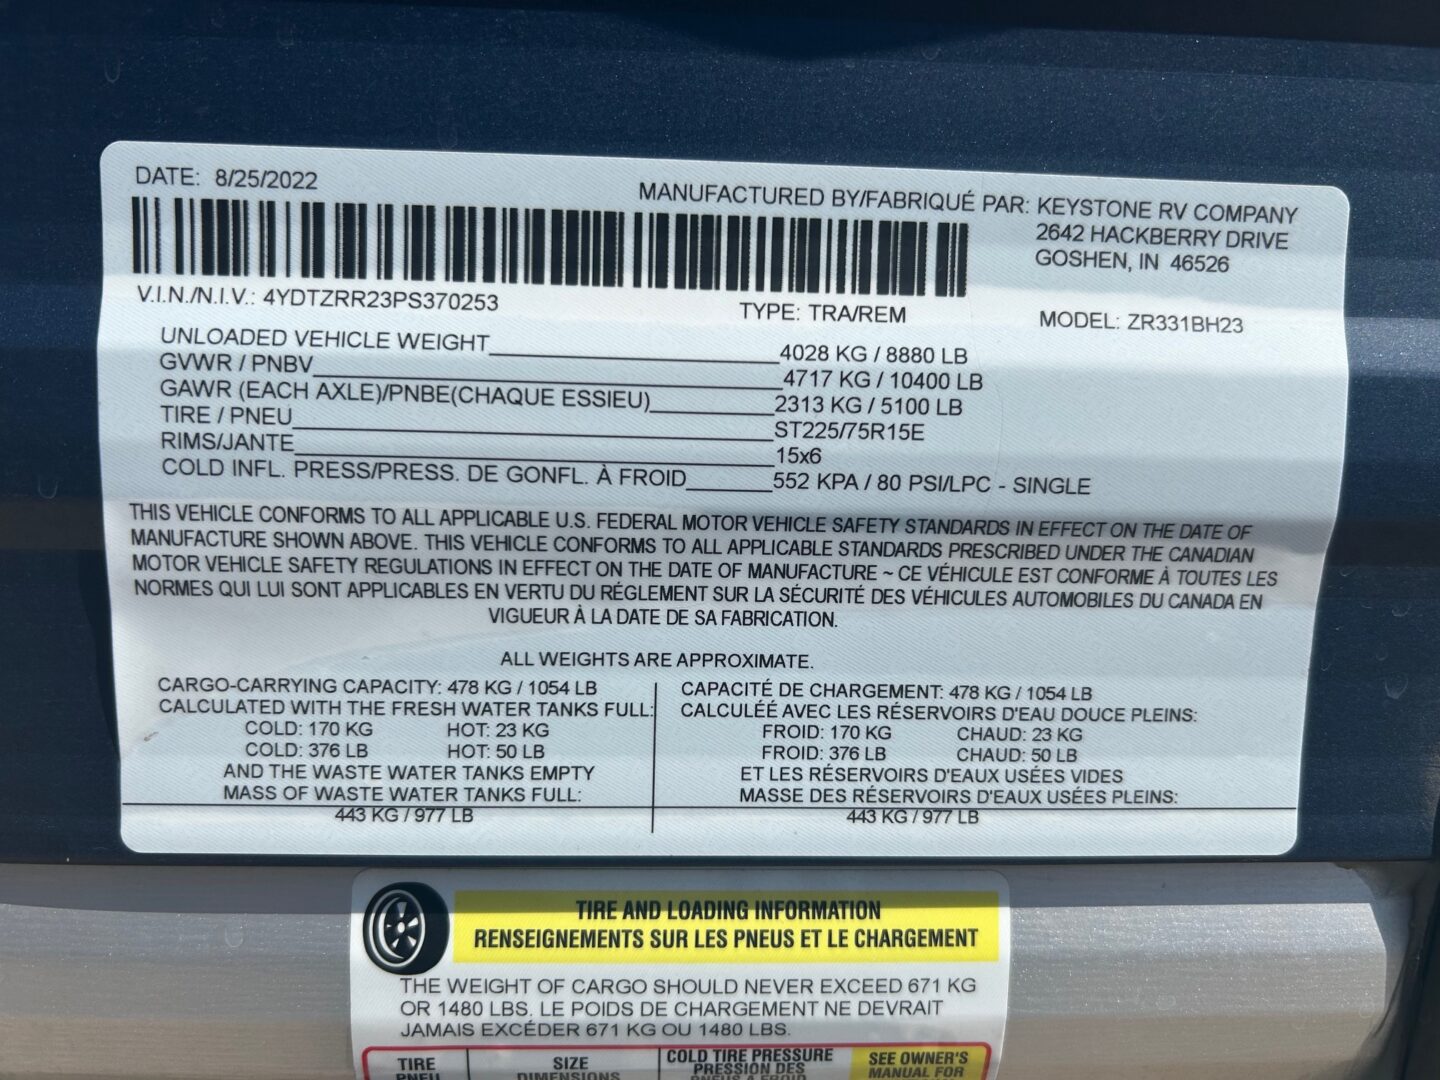 DATE: 8/25/2022
MANUFACTURED BY/FABRIQUÉ PAR: KEYSTONE RV COMPANY
2642 HACKBERRY DRIVE
GOSHEN, IN 46526
V.I.N./N.I.V.: 4YDTZRR23PS370253
TYPE: TRA/REM
MODEL: ZR331BH23
UNLOADED VEHICLE WEIGHT 4028 KG / 8880 LB
GVWR / PNBV 4717 KG / 10400 LB
GAWR (EACH AXLE)/PNBE(CHAQUE ESSIEU) 2313 KG / 5100 LB
TIRE / PNEU ST225/75R15E
RIMS/JANTE 15x6
COLD INFL. PRESS/PRESS. DE GONFL. À FROID 552 KPA / 80 PSI/LPC - SINGLE
THIS VEHICLE CONFORMS TO ALL APPLICABLE U.S. FEDERAL MOTOR VEHICLE SAFETY STANDARDS IN EFFECT ON THE DATE OF
MANUFACTURE SHOWN ABOVE. THIS VEHICLE CONFORMS TO ALL APPLICABLE STANDARDS PRESCRIBED UNDER THE CANADIAN
MOTOR VEHICLE SAFETY REGULATIONS IN EFFECT ON THE DATE OF MANUFACTURE ~ CE VÉHICULE EST CONFORME À TOUTES LES
NORMES QUI LUI SONT APPLICABLES EN VERTU DU RÉGLEMENT SUR LA SÉCURITÉ DES VÉHICULES AUTOMOBILES DU CANADA EN
VIGUEUR À LA DATE DE SA FABRICATION.
ALL WEIGHTS ARE APPROXIMATE.
CARGO-CARRYING CAPACITY: 478 KG / 1054 LB
CALCULATED WITH THE FRESH WATER TANKS FULL:
COLD: 170 KG HOT: 23 KG
COLD: 376 LB HOT: 50 LB
AND THE WASTE WATER TANKS EMPTY
MASS OF WASTE WATER TANKS FULL:
443 KG / 977 LB
CAPACITÉ DE CHARGEMENT: 478 KG / 1054 LB
CALCULÉE AVEC LES RÉSERVOIRS D'EAU DOUCE PLEINS:
FROID: 170 KG CHAUD: 23 KG
FROID: 376 LB CHAUD: 50 LB
ET LES RÉSERVOIRS D'EAUX USÉES VIDES
MASSE DES RÉSERVOIRS D'EAUX USÉES PLEINS:
443 KG / 977 LB
TIRE AND LOADING INFORMATION
RENSEIGNEMENTS SUR LES PNEUS ET LE CHARGEMENT
THE WEIGHT OF CARGO SHOULD NEVER EXCEED 671 KG
OR 1480 LBS. LE POIDS DE CHARGEMENT NE DEVRAIT
JAMAIS EXCÉDER 671 KG OU 1480 LBS.
TIRE
PNEU
SIZE
DIMENSIONS
COLD TIRE PRESSURE
PRESSION DES
PNEUS A FROID
SEE OWNER'S
MANUAL FOR